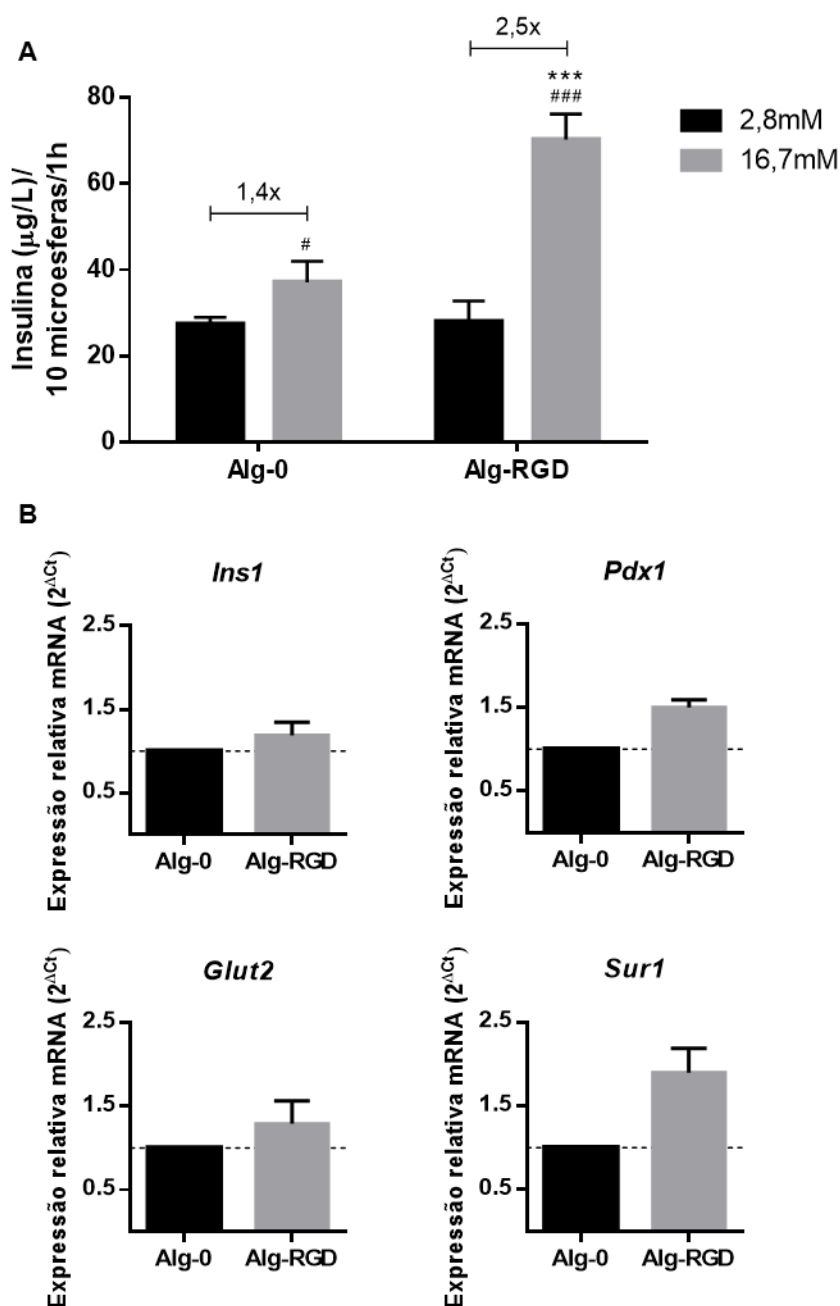 A
2,5x
***
###
80
60
40
20
0
1,4x
#
2,8mM
16,7mM
Insulina (µg/L)/
10 microesferas/1h
Alg-0 Alg-RGD
B
Ins1
Expressão relativa mRNA (2^ΔCt)
2.5
1.5
0.5
Alg-0 Alg-RGD
Pdx1
Expressão relativa mRNA (2^ΔCt)
2.5
1.5
0.5
Alg-0 Alg-RGD
Glut2
Expressão relativa mRNA (2^ΔCt)
2.5
1.5
0.5
Alg-0 Alg-RGD
Sur1
Expressão relativa mRNA (2^ΔCt)
2.5
1.5
0.5
Alg-0 Alg-RGD